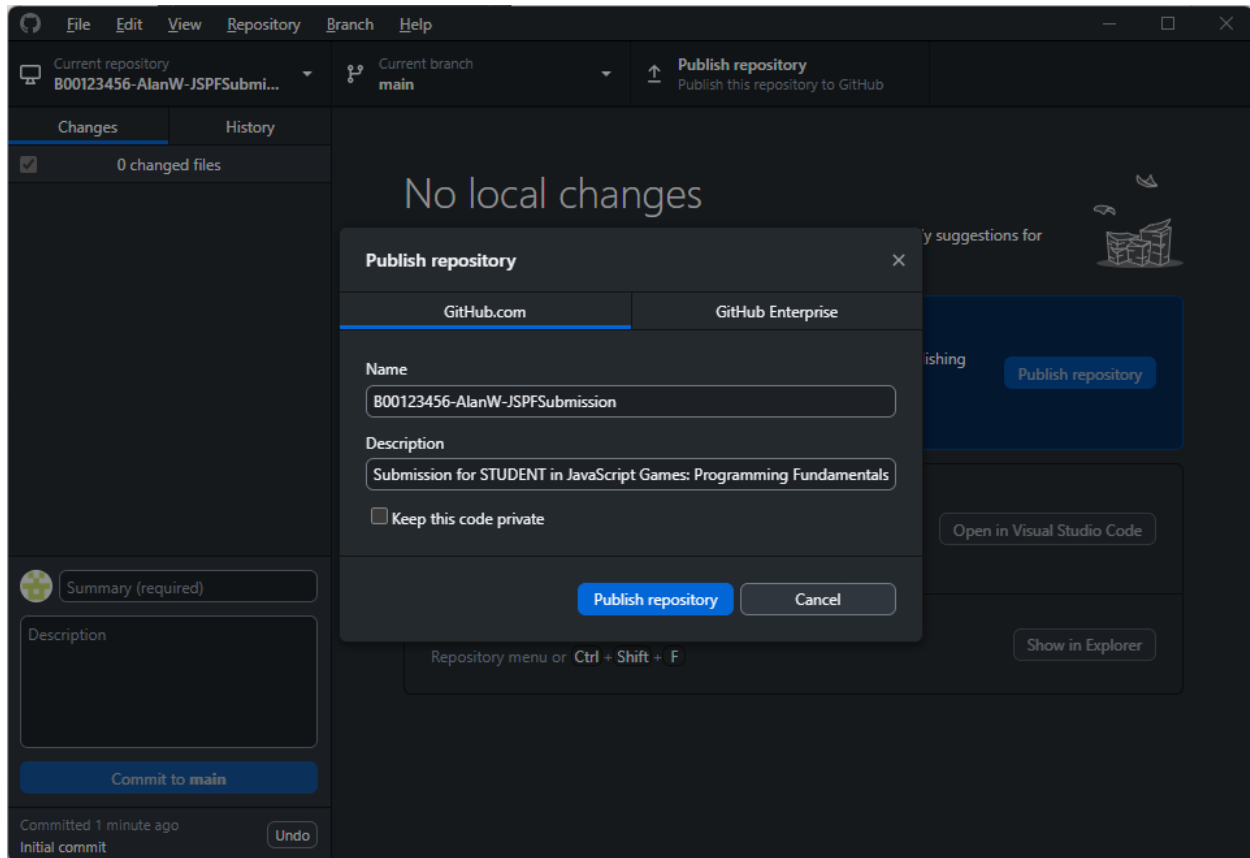 File Edit View Repository Branch Help
Current repository
B00123456-AlanW-JSPFSubmi...
Current branch
main
Publish repository
Publish this repository to GitHub
Changes History
0 changed files
No local changes
y suggestions for
Publish repository
GitHub.com GitHub Enterprise
ishing
Publish repository
Name
B00123456-AlanW-JSPFSubmission
Description
Submission for STUDENT in JavaScript Games: Programming Fundamentals
Keep this code private
Open in Visual Studio Code
Publish repository Cancel
Summary (required)
Description
Repository menu or Ctrl + Shift + F
Show in Explorer
Commit to main
Committed 1 minute ago
Initial commit
Undo